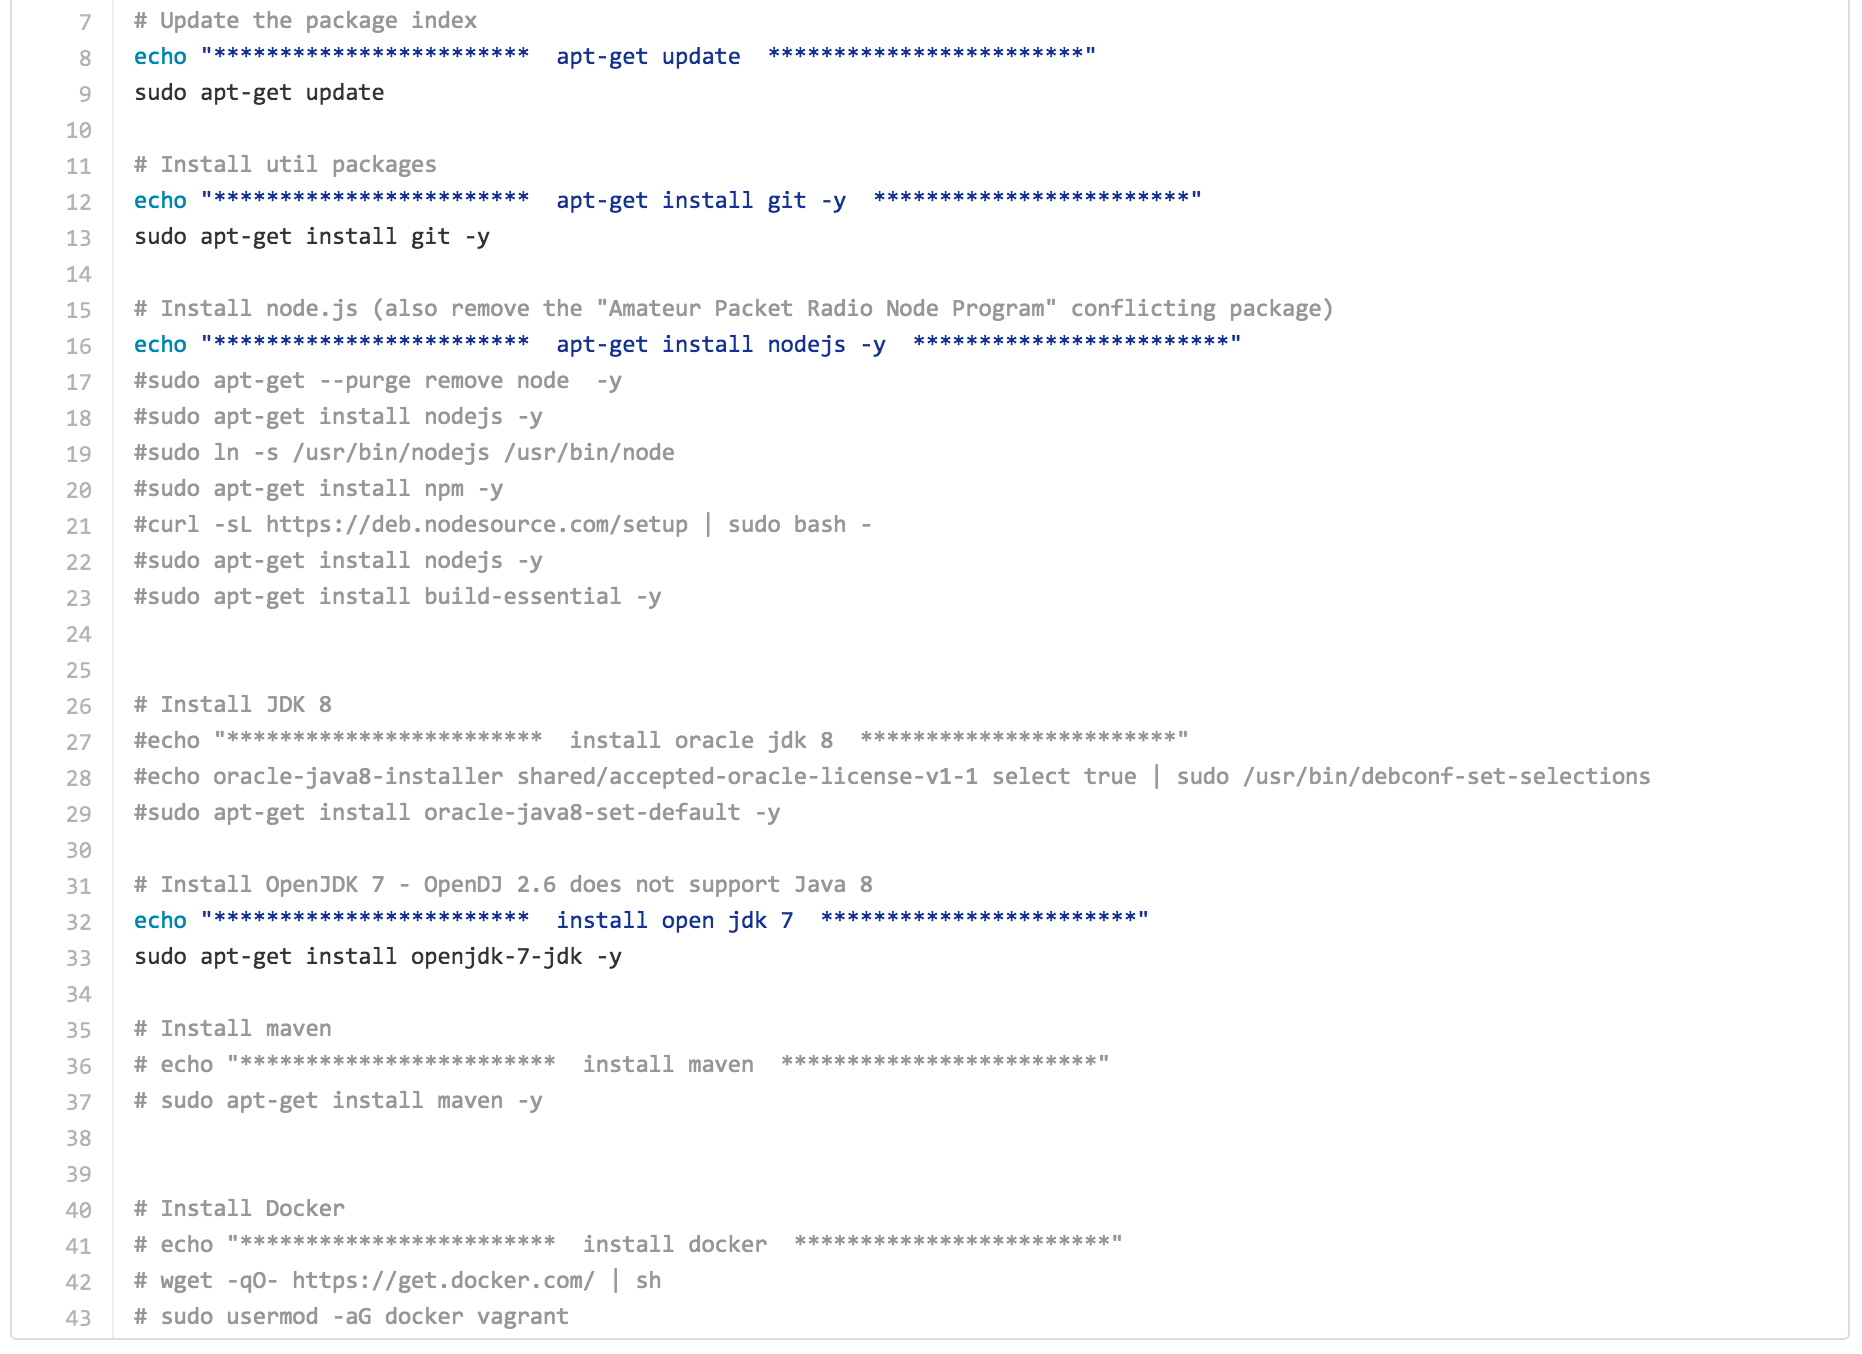 7 # Update the package index
8 echo "************************  apt-get update  ************************"
9 sudo apt-get update
10
11 # Install util packages
12 echo "************************  apt-get install git -y  ************************"
13 sudo apt-get install git -y
14
15 # Install node.js (also remove the "Amateur Packet Radio Node Program" conflicting package)
16 echo "************************  apt-get install nodejs -y  ************************"
17 #sudo apt-get --purge remove node  -y
18 #sudo apt-get install nodejs -y
19 #sudo ln -s /usr/bin/nodejs /usr/bin/node
20 #sudo apt-get install npm -y
21 #curl -sL https://deb.nodesource.com/setup | sudo bash -
22 #sudo apt-get install nodejs -y
23 #sudo apt-get install build-essential -y
24
25
26 # Install JDK 8
27 #echo "************************  install oracle jdk 8  ************************"
28 #echo oracle-java8-installer shared/accepted-oracle-license-v1-1 select true | sudo /usr/bin/debconf-set-selections
29 #sudo apt-get install oracle-java8-set-default -y
30
31 # Install OpenJDK 7 - OpenDJ 2.6 does not support Java 8
32 echo "************************  install open jdk 7  ************************"
33 sudo apt-get install openjdk-7-jdk -y
34
35 # Install maven
36 # echo "************************  install maven  ************************"
37 # sudo apt-get install maven -y
38
39
40 # Install Docker
41 # echo "************************  install docker  ************************"
42 # wget -qO- https://get.docker.com/ | sh
43 # sudo usermod -aG docker vagrant